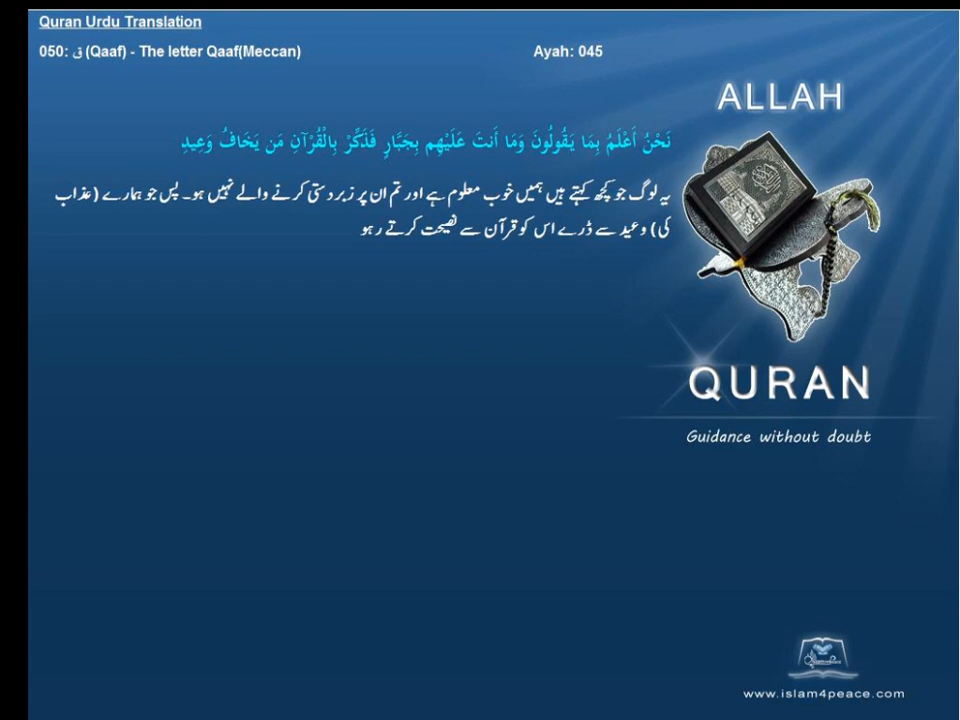 Quran Urdu Translation
050: ق (Qaaf) - The letter Qaaf(Meccan)
Ayah: 045
ALLAH
نَحْنُ أَعْلَمُ بِمَا يَقُولُونَ وَمَا أَنتَ عَلَيْهِم بِجَبَّارٍ فَذَكِّرْ بِالْقُرْآنِ مَن يَخَافُ وَعِيدِ
یہ لوگ جو کچھ کہتے ہیں ہمیں خوب معلوم ہے اور تم ان پر زبردستی کرنے والے نہیں ہو۔ پس جو ہمارے (عذاب
کی) وعید سے ڈرے اس کو قرآن سے نصیحت کرتے رہو
QURAN
Guidance without doubt
www.islam4peace.com